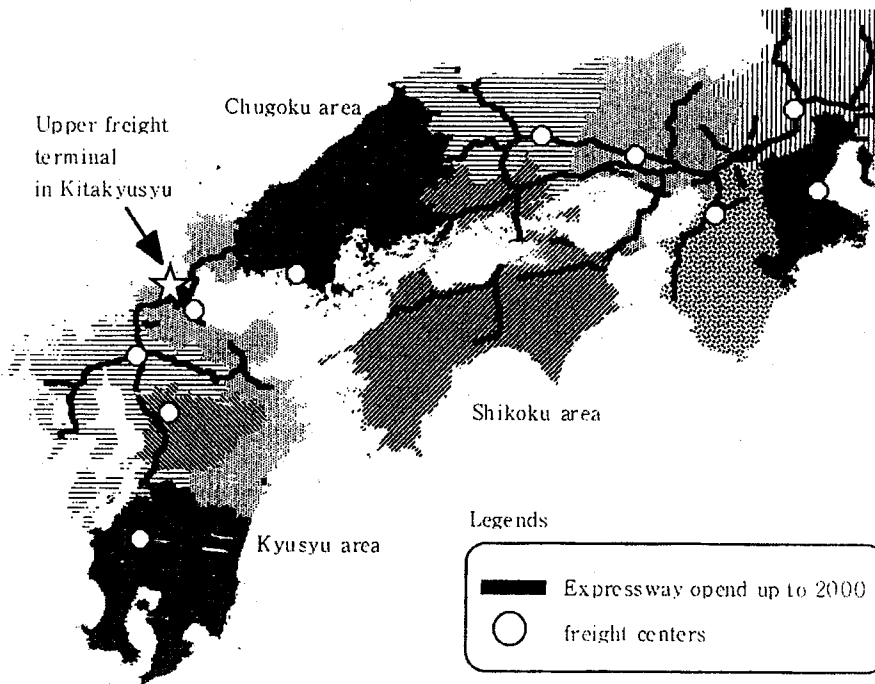 Chugoku area
Upper freight
terminal
in Kitakyusyu
Shikoku area
Kyusyu area
Legends
Expressway opend up to 2000
freight centers